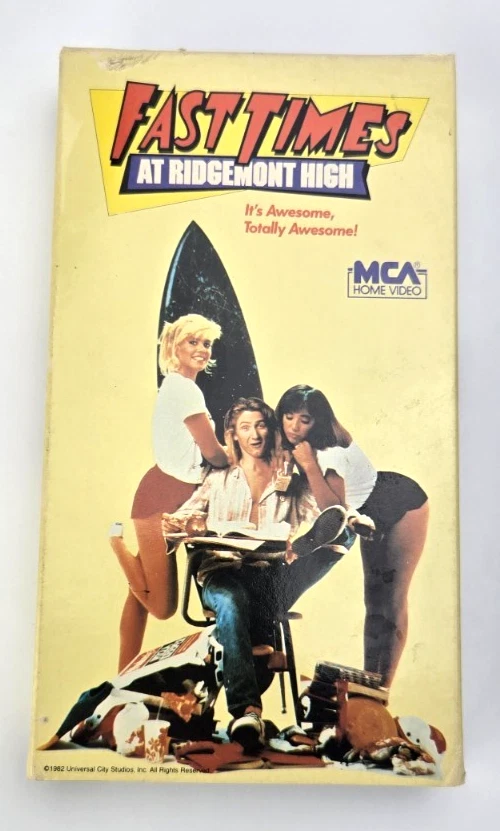 FAST TIMES
AT RIDGEMONT HIGH
It's Awesome,
Totally Awesome!
MCA®
HOME VIDEO
©1982 Universal City Studios, Inc. All Rights Reserved.